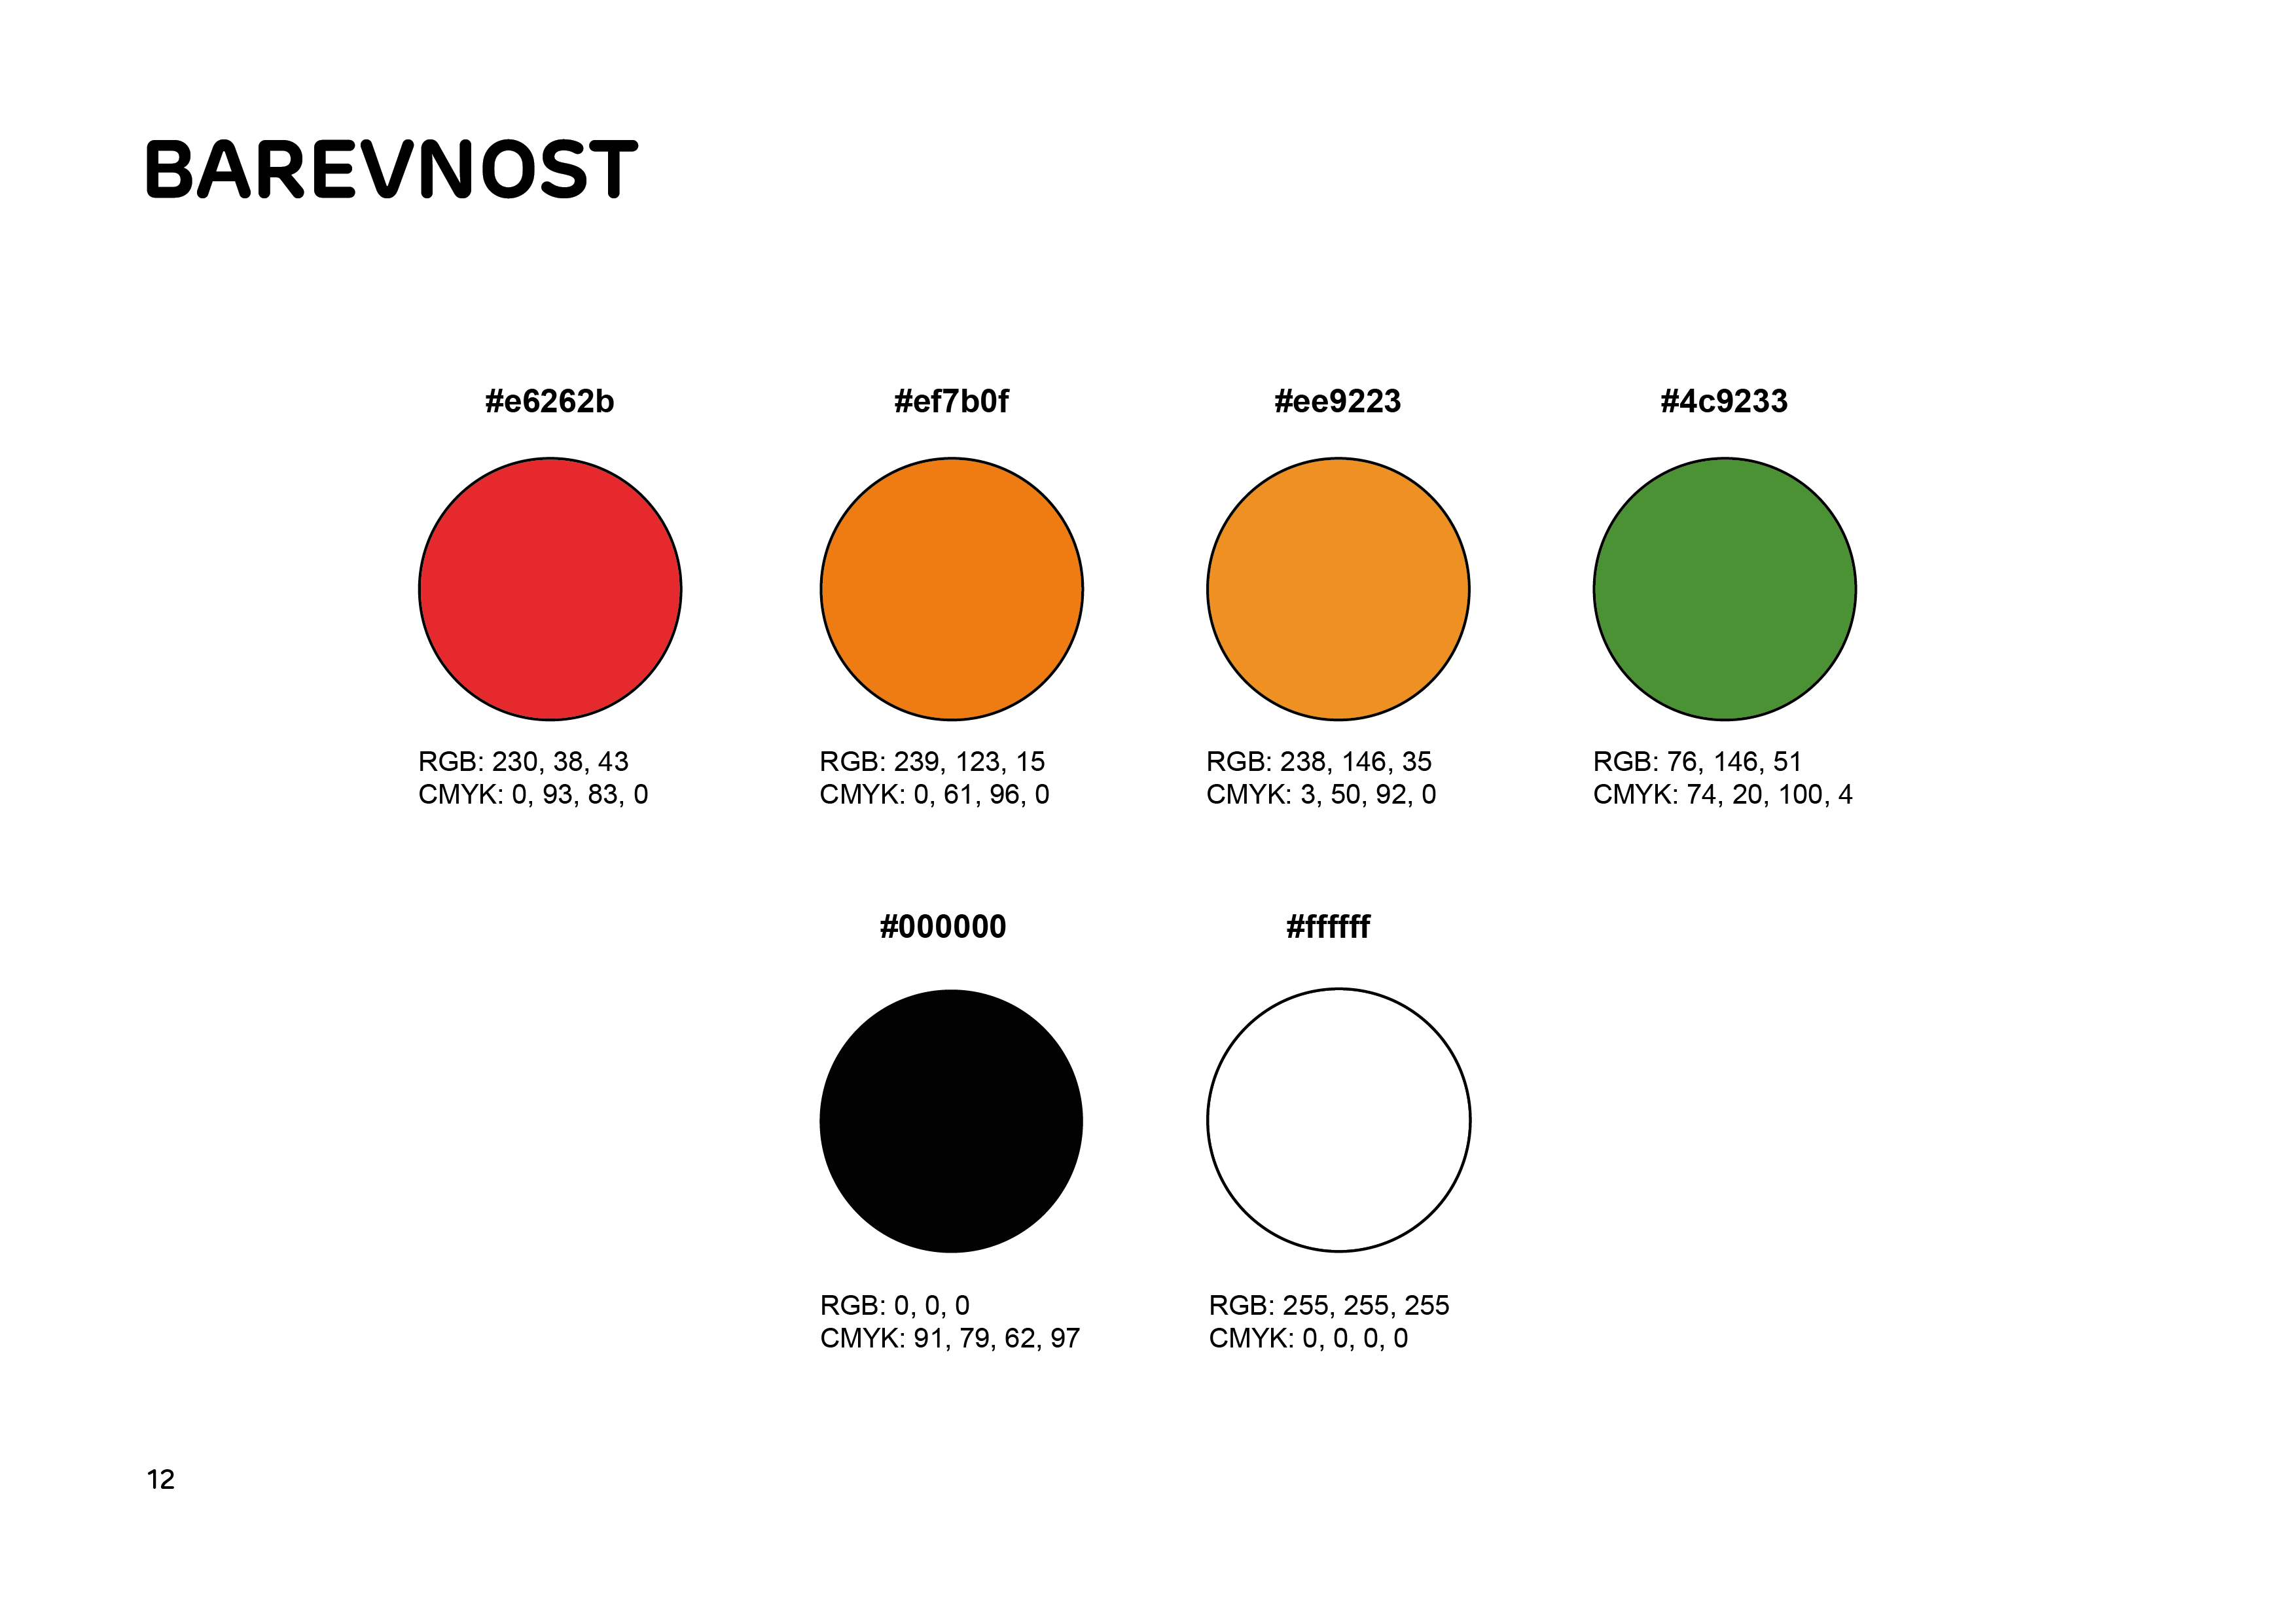 BAREVNOST
#e6262b
RGB: 230, 38, 43
CMYK: 0, 93, 83, 0
#ef7b0f
RGB: 239, 123, 15
CMYK: 0, 61, 96, 0
#ee9223
RGB: 238, 146, 35
CMYK: 3, 50, 92, 0
#4c9233
RGB: 76, 146, 51
CMYK: 74, 20, 100, 4
#000000
RGB: 0, 0, 0
CMYK: 91, 79, 62, 97
#ffffff
RGB: 255, 255, 255
CMYK: 0, 0, 0, 0
12